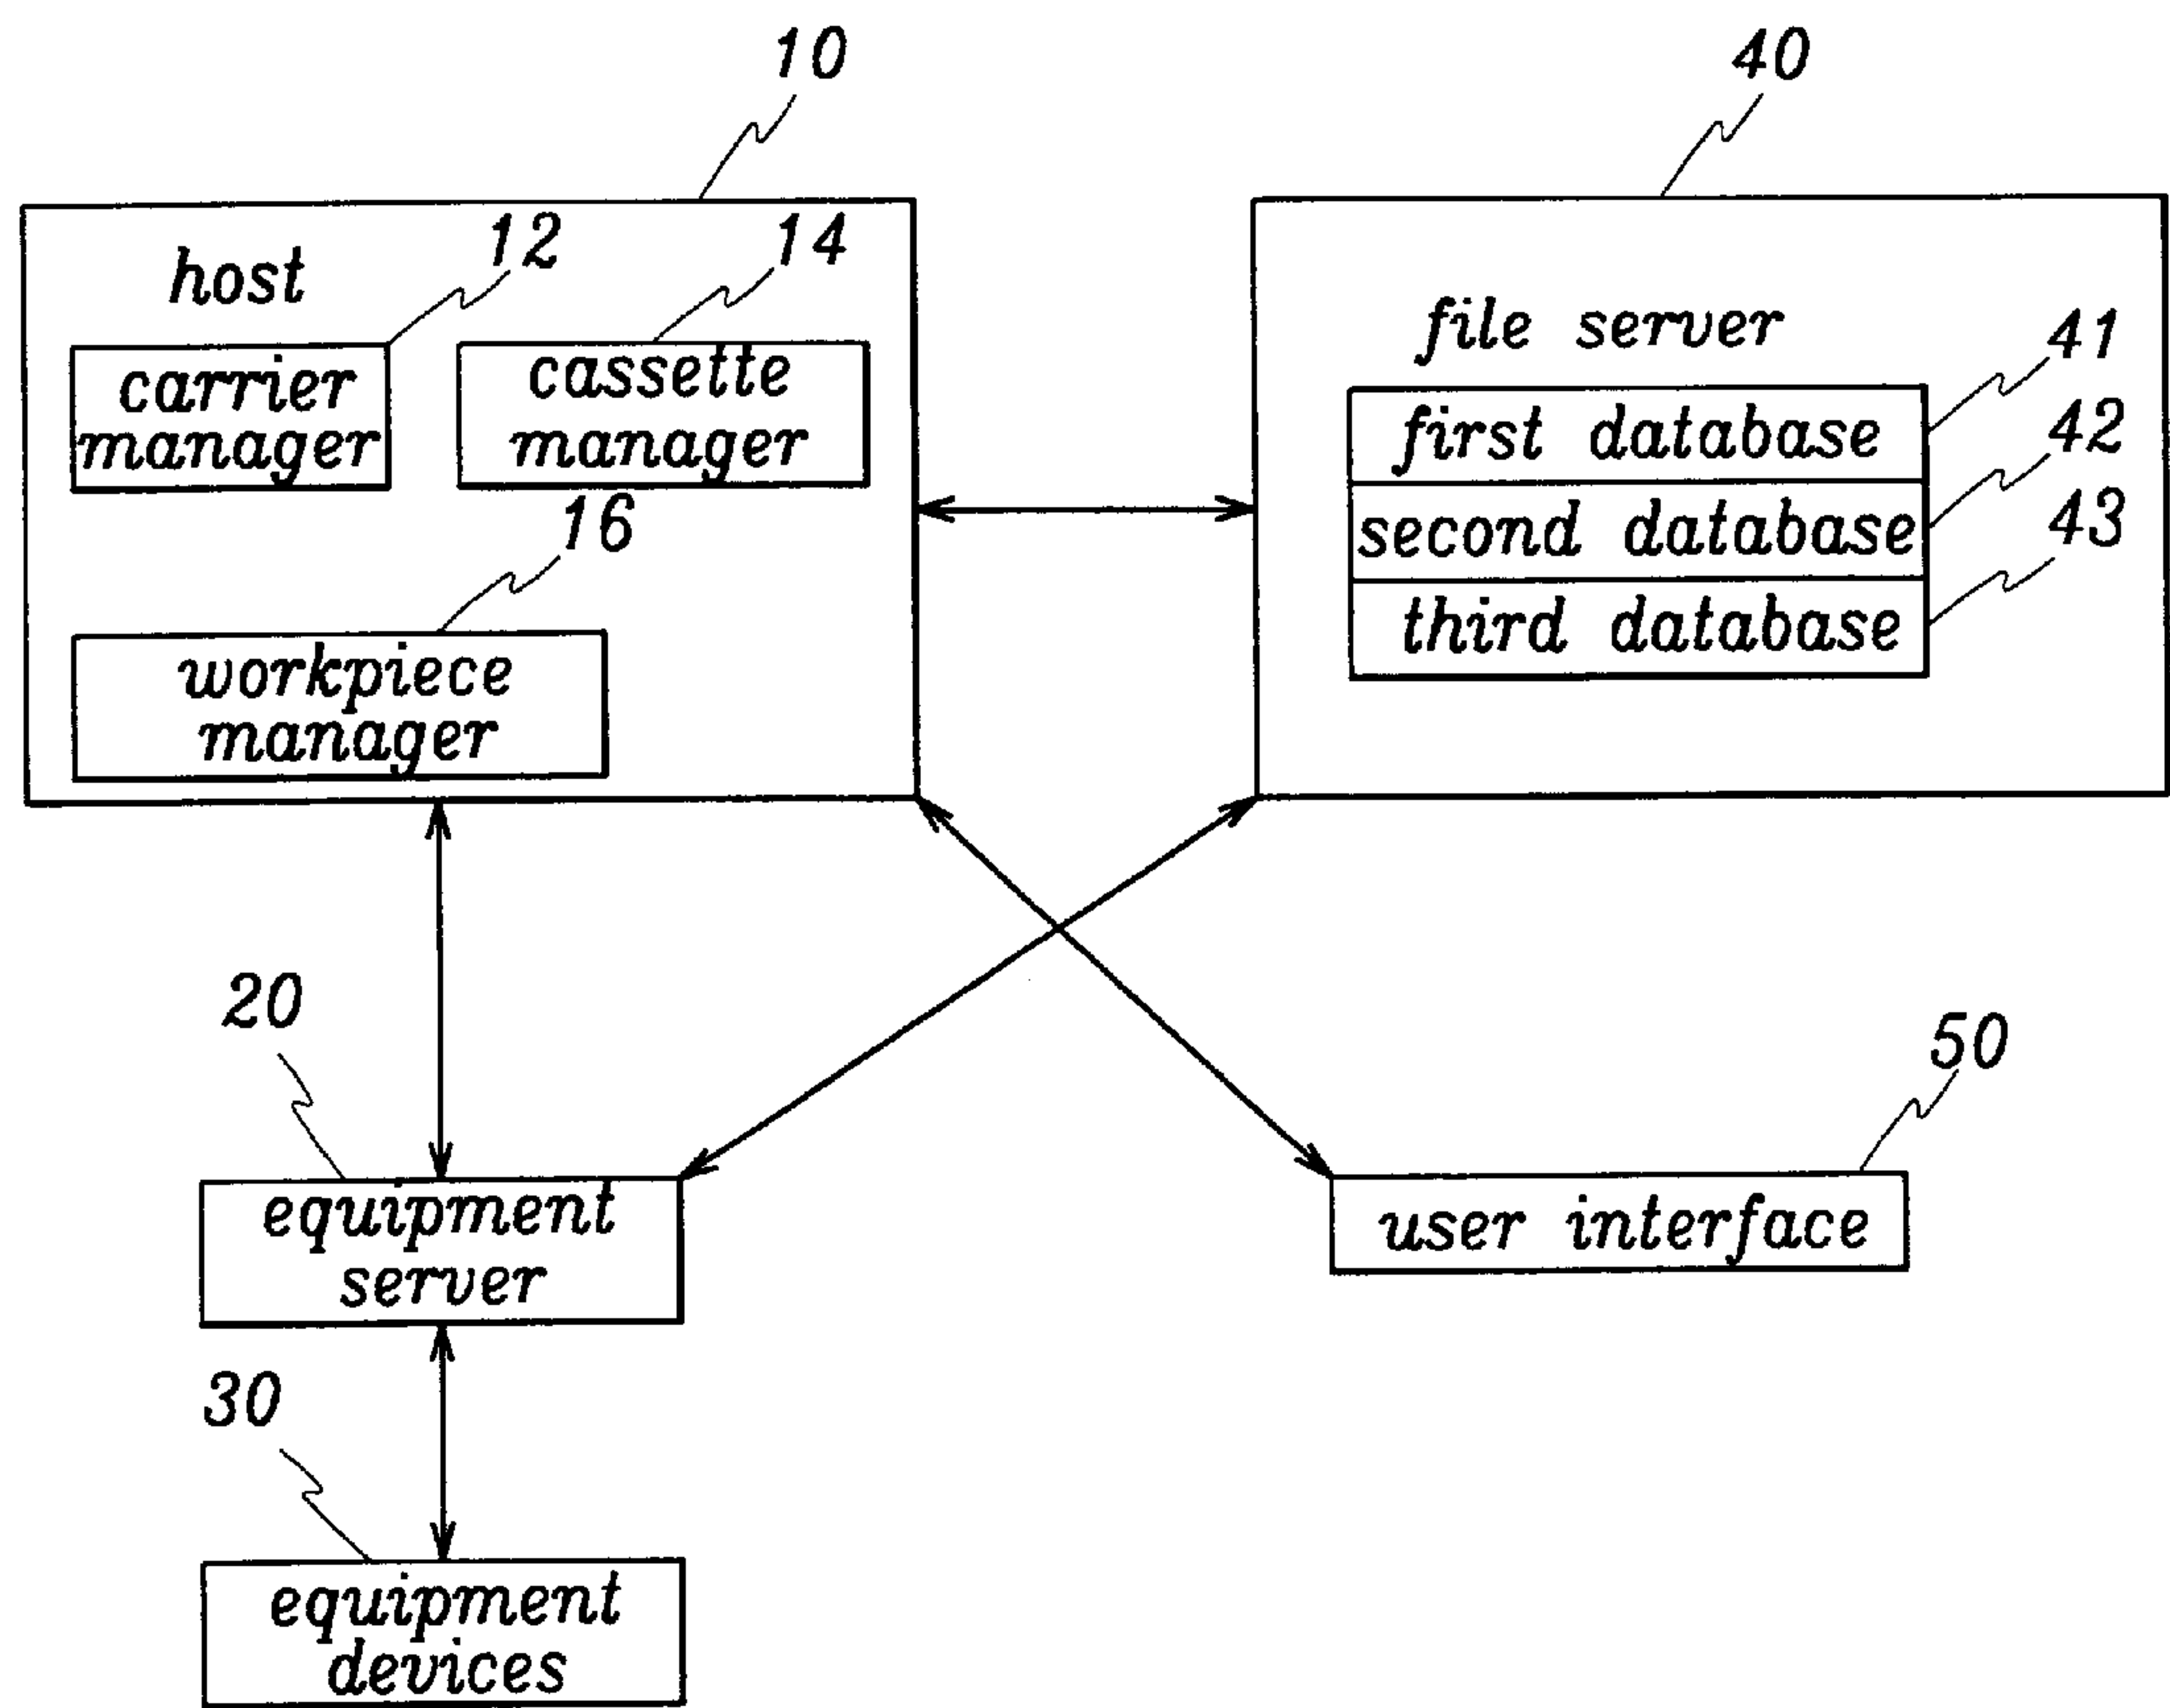 10
40
host
12
14
carrier
manager
cassette
manager
16
workpiece
manager
file server
41
first database
42
second database
43
third database
20
equipment
server
50
user interface
30
equipment
devices